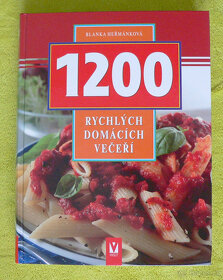 BLANKA HEŘMÁNKOVÁ
1200
RYCHLÝCH
DOMÁCÍCH
VEČEŘÍ